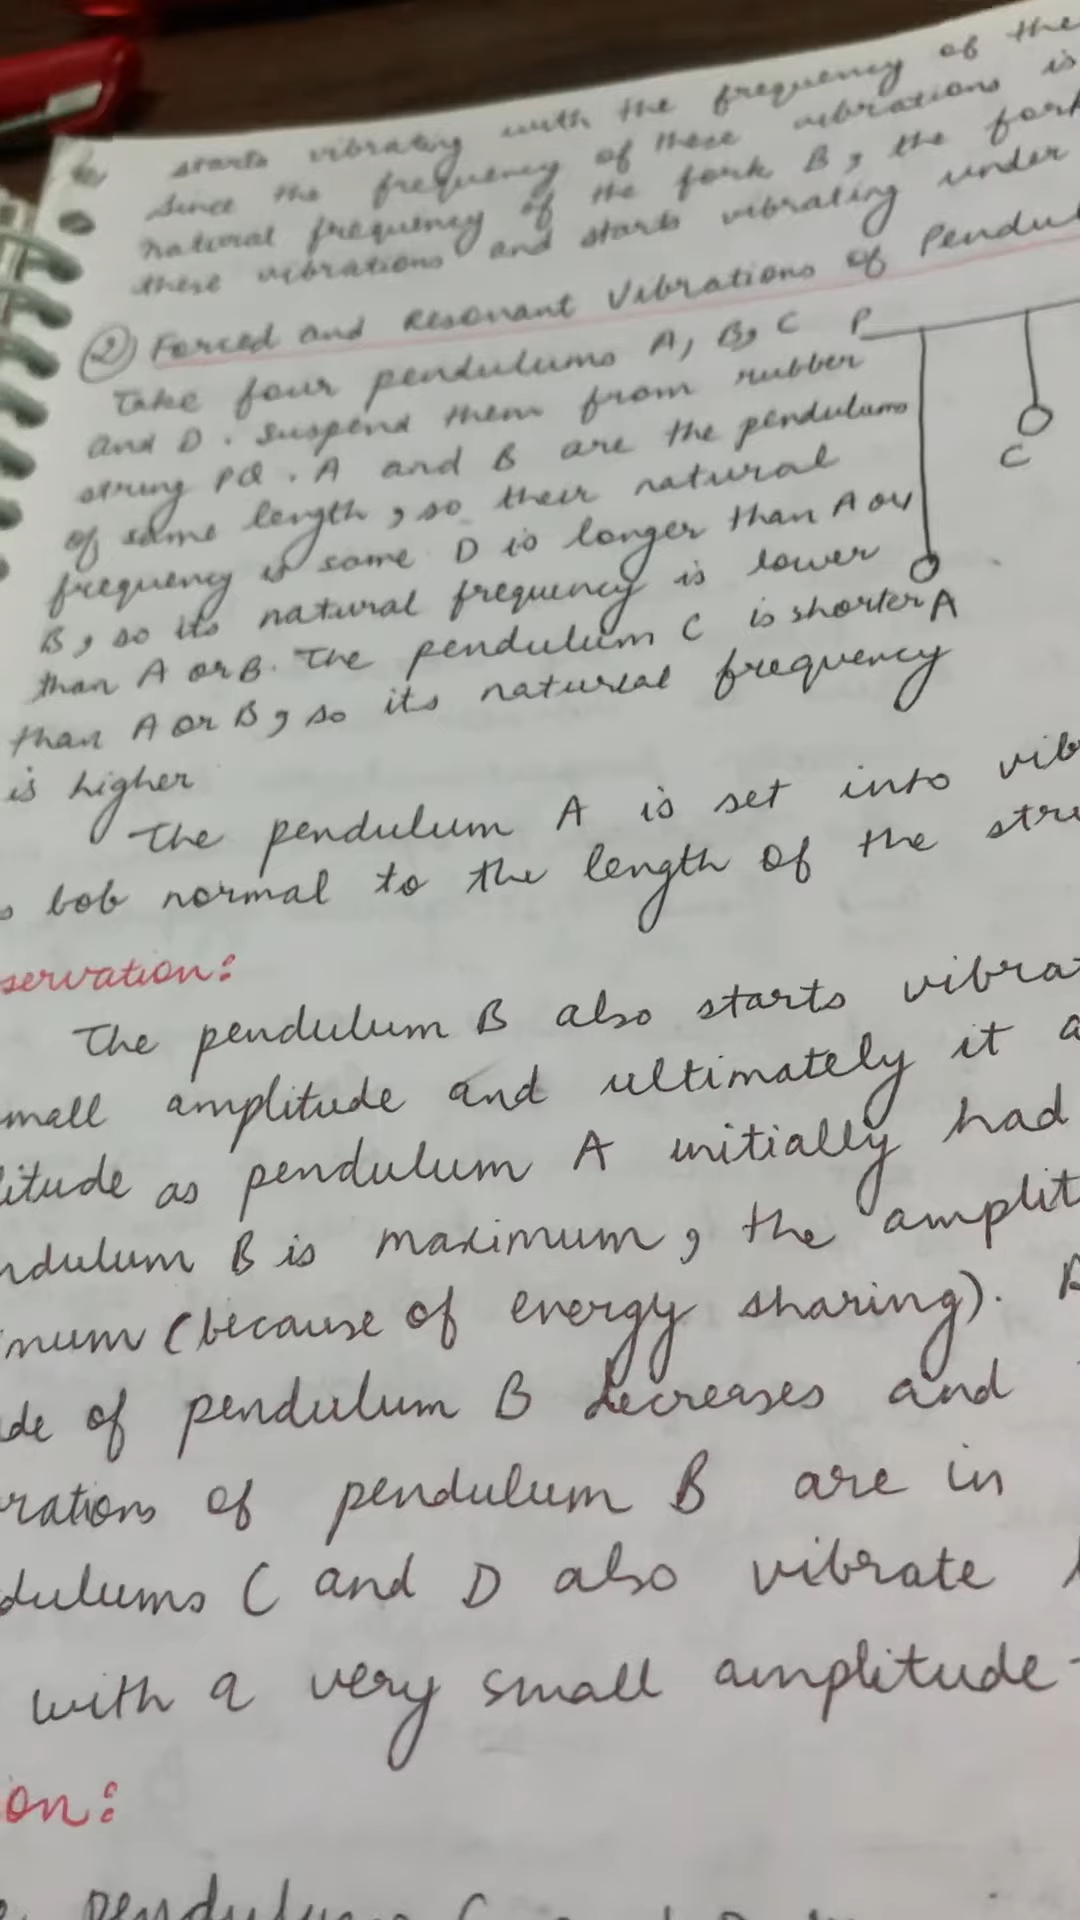 starts vibrating with the frequency of the
Since the frequency of these vibrations is
natural frequency of the fork B, the fork
these vibrations and starts vibrating under
② Forced and Resonant Vibrations of Pendul
Take four pendulums A, B, C
and D. Suspend them from rubber
string PQ. A and B are the pendulums
of same length, so their natural
frequency is same D is longer than A or
B, so its natural frequency is lower
than A or B. The pendulum C is shorter
than A or B, so its natural frequency
is higher
P
C
A
The pendulum A is set into vib
bob normal to the length of the stri
servation:
The pendulum B also starts vibrat
mall amplitude and ultimately it a
litude as pendulum A initially had
ndulum B is maximum, the amplit
num (because of energy sharing). A
de of pendulum B decreases and
rations of pendulum B are in
dulums C and D also vibrate
with a very small amplitude
on:
pendulum